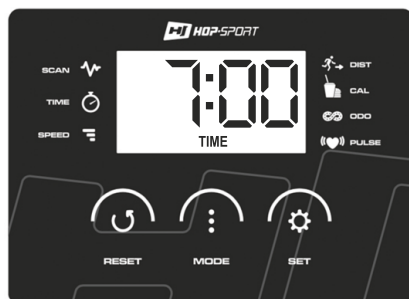 HOP-SPORT
SCAN
TIME
SPEED
7:00
TIME
DIST
CAL
ODO
PULSE
RESET
MODE
SET